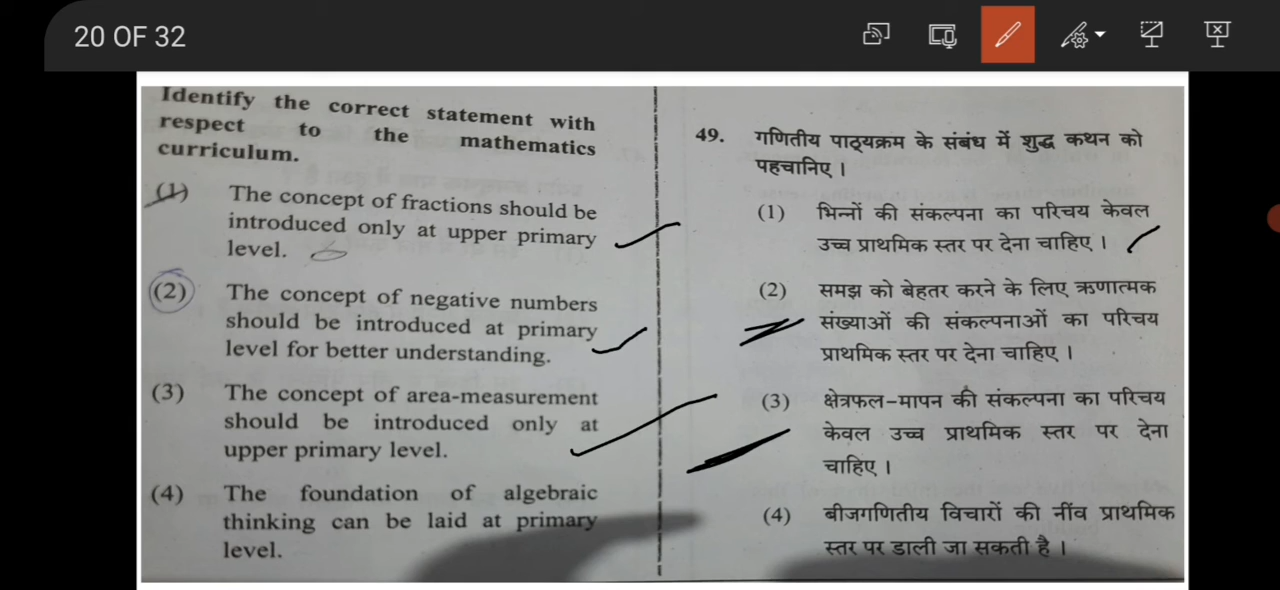 20 OF 32
Identify the correct statement with
respect to the mathematics
curriculum.
(1) The concept of fractions should be
introduced only at upper primary
level.
(2) The concept of negative numbers
should be introduced at primary
level for better understanding.
(3) The concept of area-measurement
should be introduced only at
upper primary level.
(4) The foundation of algebraic
thinking can be laid at primary
level.
49. गणितीय पाठ्यक्रम के संबंध में शुद्ध कथन को
पहचानिए ।
(1) भिन्नों की संकल्पना का परिचय केवल
उच्च प्राथमिक स्तर पर देना चाहिए ।
(2) समझ को बेहतर करने के लिए ऋणात्मक
संख्याओं की संकल्पनाओं का परिचय
प्राथमिक स्तर पर देना चाहिए ।
(3) क्षेत्रफल-मापन की संकल्पना का परिचय
केवल उच्च प्राथमिक स्तर पर देना
चाहिए ।
(4) बीजगणितीय विचारों की नींव प्राथमिक
स्तर पर डाली जा सकती है ।